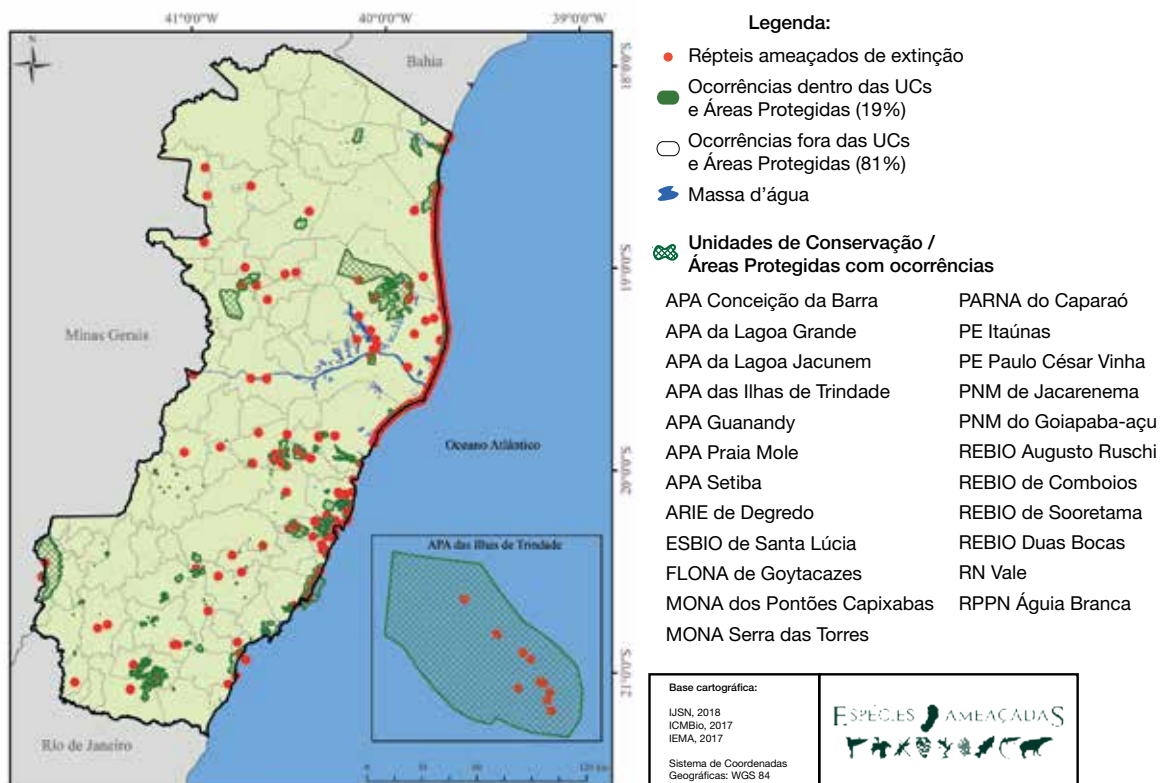 41°0'0"W
40°0'0"W
39°0'0"W
Bahia
18°0'0"S
19°0'0"S
20°0'0"S
21°0'0"S
Minas Gerais
Oceano Atlântico
APA das Ilhas de Trindade
Rio de Janeiro
Legenda:
Répteis ameaçados de extinção
Ocorrências dentro das UCs
e Áreas Protegidas (19%)
Ocorrências fora das UCs
e Áreas Protegidas (81%)
Massa d'água
Unidades de Conservação /
Áreas Protegidas com ocorrências
APA Conceição da Barra
APA da Lagoa Grande
APA da Lagoa Jacunem
APA das Ilhas de Trindade
APA Guanandy
APA Praia Mole
APA Setiba
ARIE de Degredo
ESBIO de Santa Lúcia
FLONA de Goytacazes
MONA dos Pontões Capixabas
MONA Serra das Torres
PARNA do Caparaó
PE Itaúnas
PE Paulo César Vinha
PNM de Jacarenema
PNM do Goiapaba-açu
REBIO Augusto Ruschi
REBIO de Comboios
REBIO de Sooretama
REBIO Duas Bocas
RN Vale
RPPN Águia Branca
Base cartográfica:
IJSN, 2018
ICMBio, 2017
IEMA, 2017
Sistema de Coordenadas
Geográficas: WGS 84
ESPÉCIES AMEAÇADAS